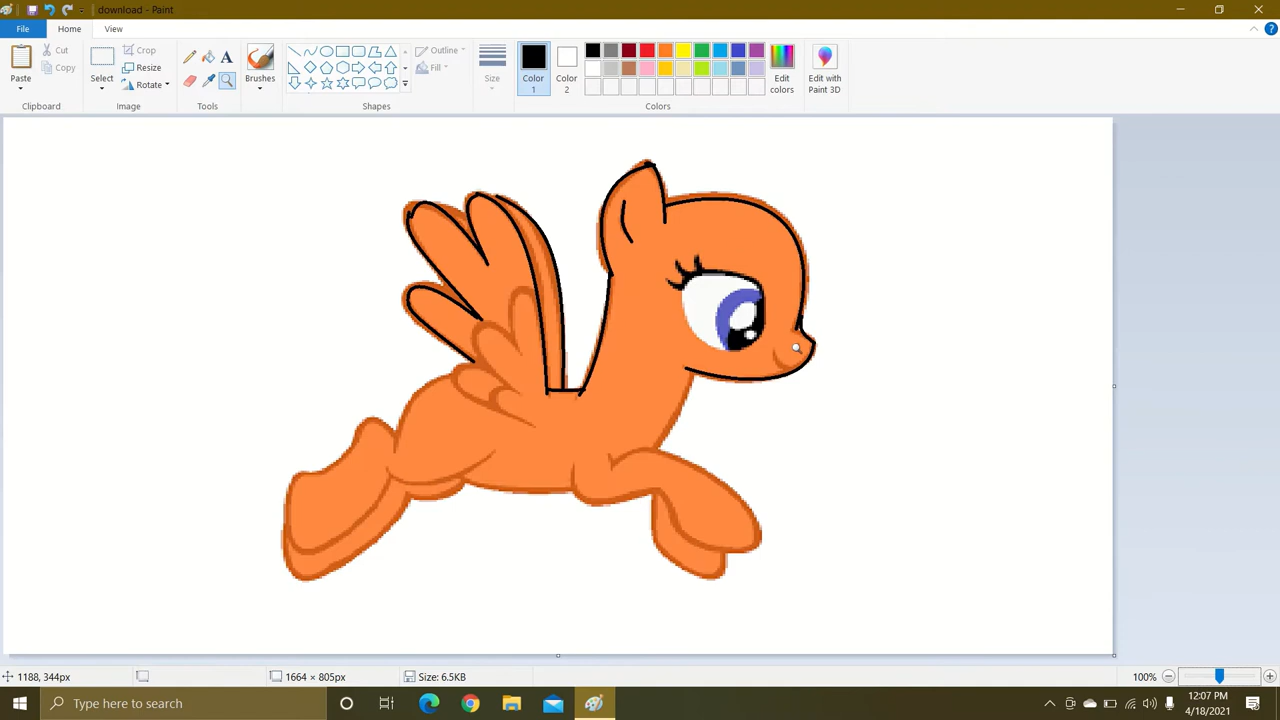 download - Paint
File Home View
Paste
Cut
Copy
Clipboard
Select
Crop
Resize
Rotate
Image
A
Tools
Brushes
Outline
Fill
Shapes
Size
Color
1
Color
2
Colors
Edit
colors
Edit with
Paint 3D
1188, 344px
1664 × 805px
Size: 6.5KB
100%
Type here to search
12:07 PM
4/18/2021